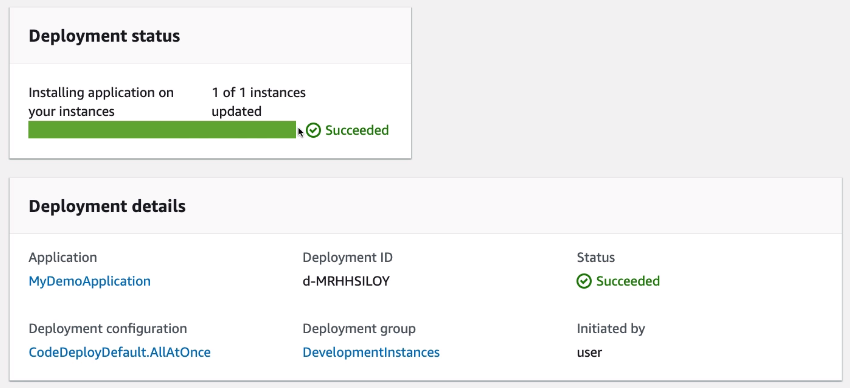 Deployment status
Installing application on
your instances
1 of 1 instances
updated
Succeeded
Deployment details
Application
MyDemoApplication
Deployment ID
d-MRHHSILOY
Status
Succeeded
Deployment configuration
CodeDeployDefault.AllAtOnce
Deployment group
DevelopmentInstances
Initiated by
user